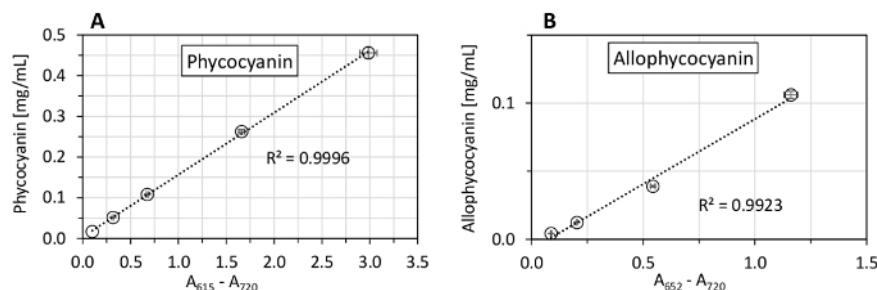 A
Phycocyanin
Phycocyanin [mg/mL]
0.5
0.4
0.3
0.2
0.1
0.0
R² = 0.9996
0.0 0.5 1.0 1.5 2.0 2.5 3.0 3.5
A₆₁₅ - A₇₂₀
B
Allophycocyanin
Allophycocyanin [mg/mL]
0.1
0.0
R² = 0.9923
0.0 0.5 1.0 1.5
A₆₅₂ - A₇₂₀